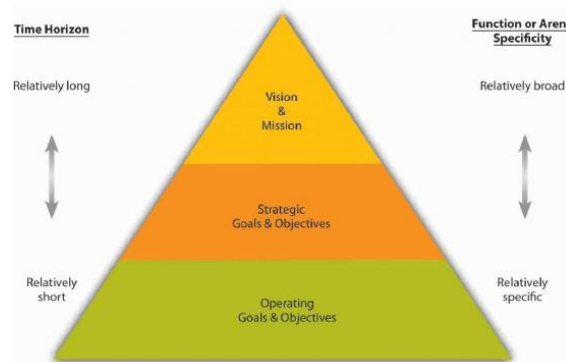 Time Horizon
Function or Aren
Specificity
Relatively long
Relatively broad
Vision
&
Mission
Strategic
Goals & Objectives
Relatively
short
Relatively
specific
Operating
Goals & Objectives